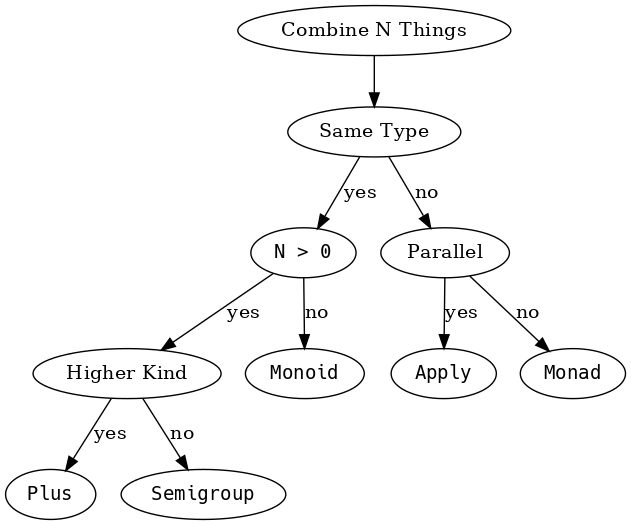 Combine N Things
Same Type
yes
no
N > 0
Parallel
yes
no
yes
no
Higher Kind
Monoid
Apply
Monad
yes
no
Plus
Semigroup